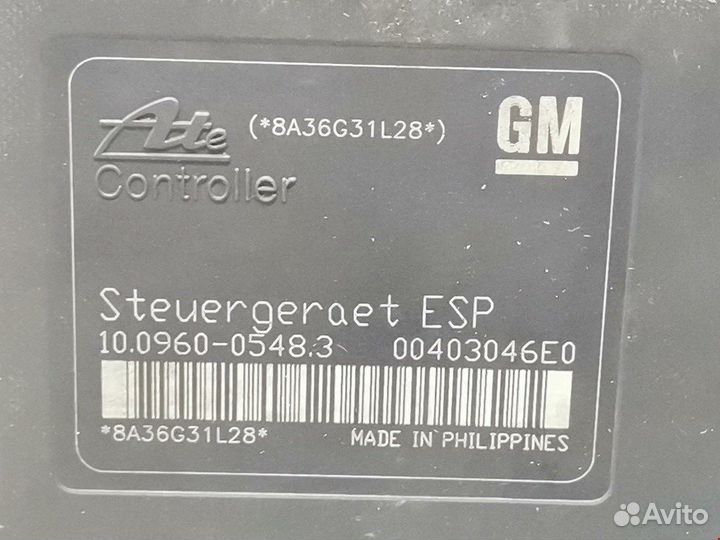 Ate (*8A36G31L28*) GM
Controller
Steuergeraet ESP
10.0960-0548.3 00403046E0
*8A36G31L28* MADE IN PHILIPPINES
Avito